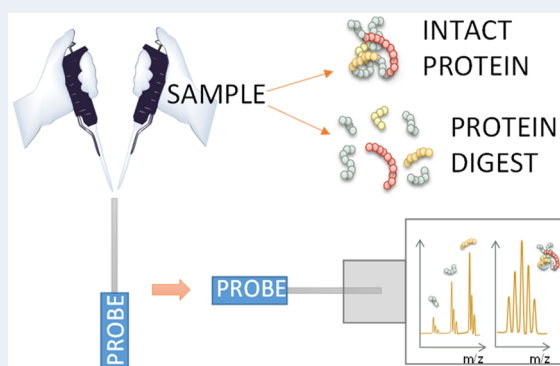 SAMPLE
INTACT
PROTEIN
PROTEIN
DIGEST
PROBE
PROBE
m/z
m/z